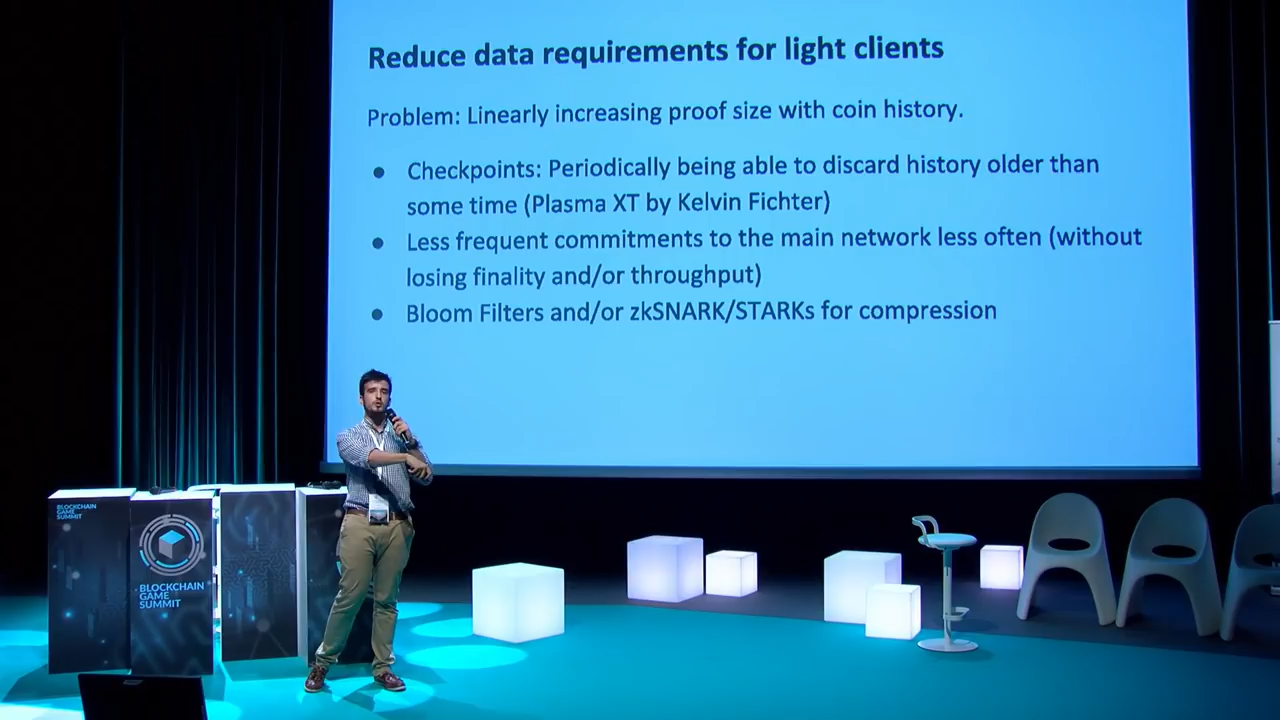 Reduce data requirements for light clients
Problem: Linearly increasing proof size with coin history.
● Checkpoints: Periodically being able to discard history older than
some time (Plasma XT by Kelvin Fichter)
● Less frequent commitments to the main network less often (without
losing finality and/or throughput)
● Bloom Filters and/or zkSNARK/STARKs for compression
BLOCKCHAIN
GAME
SUMMIT
BLOCKCHAIN
GAME
SUMMIT